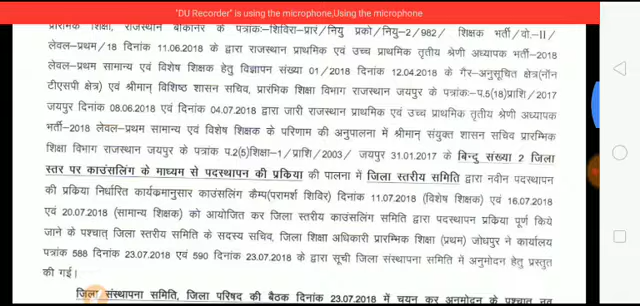 "DU Recorder" is using the microphone,Using the microphone
प्रारंभिक शिक्षा, राजस्थान बीकानेर के पत्रांक:-शिविरा-प्रार/नियु प्रको/नियु-2/982/ शिक्षक भर्ती/वो-II/
लेवल-प्रथम/18 दिनांक 11.06.2018 के द्वारा राजस्थान प्राथमिक एवं उच्च प्राथमिक तृतीय श्रेणी अध्यापक भर्ती-2018
लेवल-प्रथम सामान्य एवं विशेष शिक्षक हेतु विज्ञापन संख्या 01/2018 दिनांक 12.04.2018 के गैर-अनुसूचित क्षेत्र(नॉन
टीएसपी क्षेत्र) एवं श्रीमान् विशिष्ठ शासन सचिव, प्रारंभिक शिक्षा विभाग राजस्थान जयपुर के पत्रांक:-प.5(18)प्राशि/2017
जयपुर दिनांक 08.06.2018 एवं दिनांक 04.07.2018 द्वारा जारी राजस्थान प्राथमिक एवं उच्च प्राथमिक तृतीय श्रेणी अध्यापक
भर्ती-2018 लेवल-प्रथम सामान्य एवं विशेष शिक्षक के परिणाम की अनुपालना में श्रीमान् संयुक्त शासन सचिव प्रारम्भिक
शिक्षा विभाग राजस्थान जयपुर के पत्रांक प.2(5)शिक्षा-1/प्राशि/2003/ जयपुर 31.01.2017 के बिन्दु संख्या 2 जिला
स्तर पर काउंसलिंग के माध्यम से पदस्थापन की प्रकिया की पालना में जिला स्तरीय समिति द्वारा नवीन पदस्थापन
की प्रकिया निर्धारित कार्यकमानुसार काउंसलिंग कैम्प(परामर्श शिविर) दिनांक 11.07.2018 (विशेष शिक्षक) एवं 16.07.2018
एवं 20.07.2018 (सामान्य शिक्षक) को आयोजित कर जिला स्तरीय काउंसलिंग समिति द्वारा पदस्थापन प्रकिया पूर्ण किये
जाने के पश्चात् जिला स्तरीय समिति के सदस्य सचिव, जिला शिक्षा अधिकारी प्रारम्भिक शिक्षा (प्रथम) जोधपुर ने कार्यालय
पत्रांक 588 दिनांक 23.07.2018 एवं 590 दिनांक 23.07.2018 के द्वारा सूची जिला संस्थापना समिति में अनुमोदन हेतु प्रस्तुत
की गई।
जिला संस्थापना समिति, जिला परिषद की बैठक दिनांक 23.07.2018 में चयन कर अनुमोदन के पश्चात्